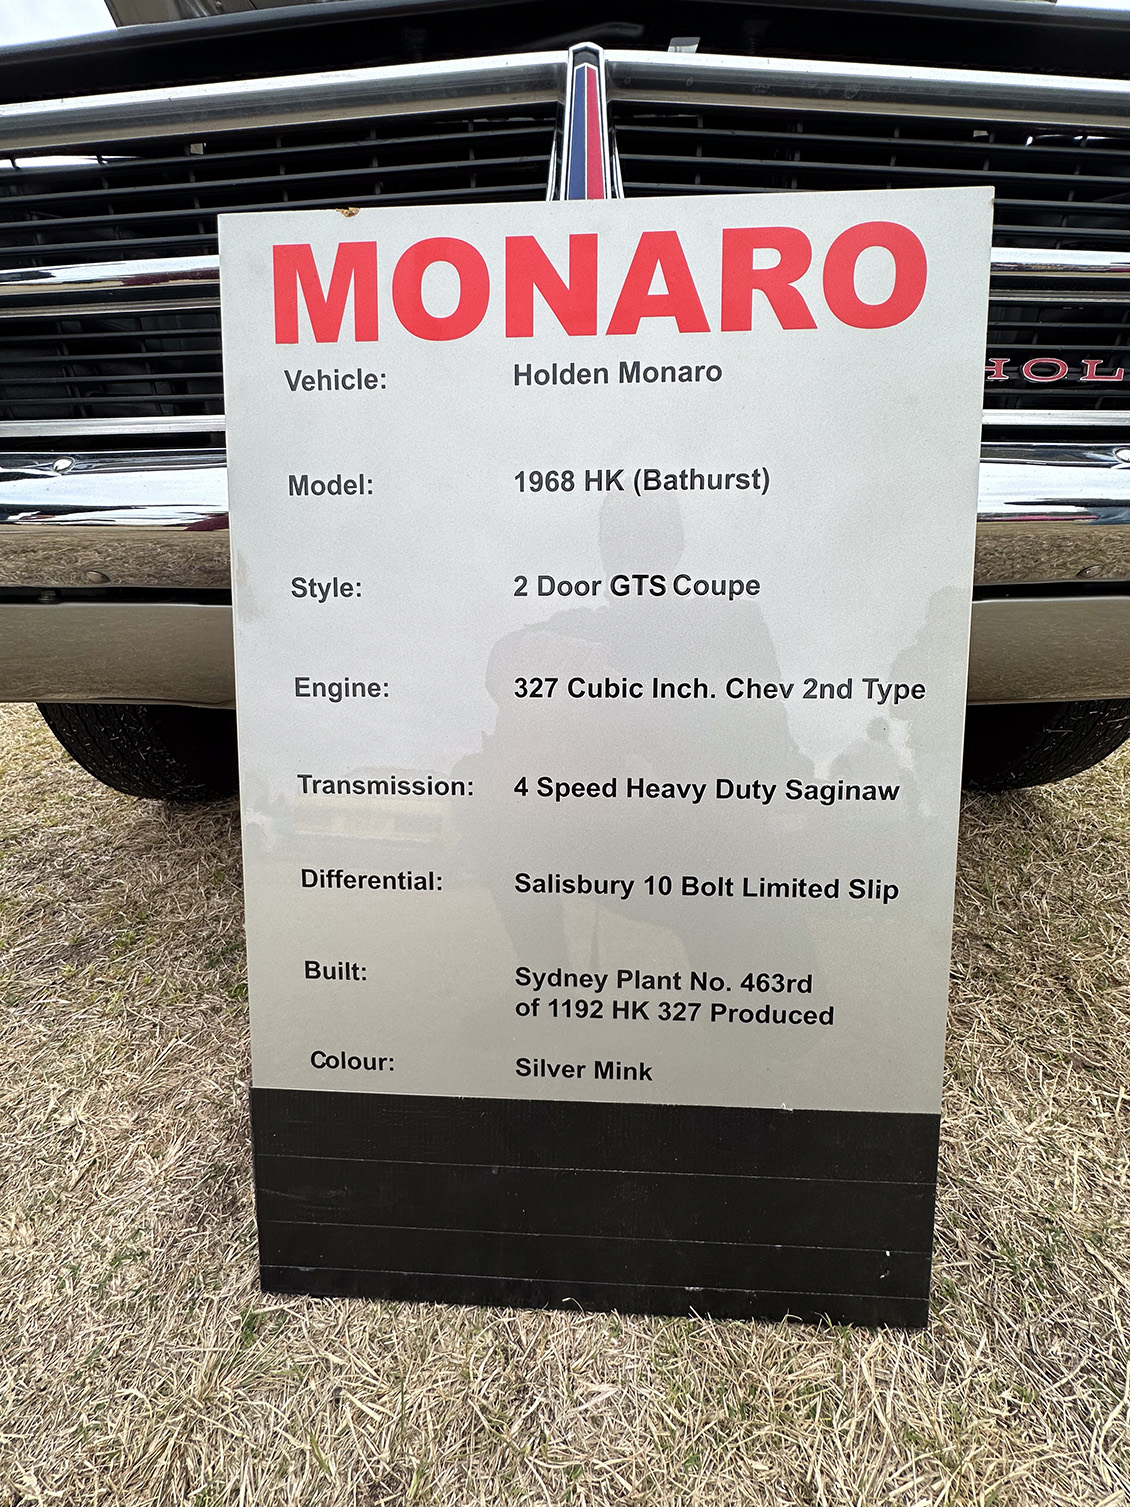 MONARO
Vehicle: Holden Monaro
HOL
Model: 1968 HK (Bathurst)
Style: 2 Door GTS Coupe
Engine: 327 Cubic Inch. Chev 2nd Type
Transmission: 4 Speed Heavy Duty Saginaw
Differential: Salisbury 10 Bolt Limited Slip
Built: Sydney Plant No. 463rd
of 1192 HK 327 Produced
Colour: Silver Mink